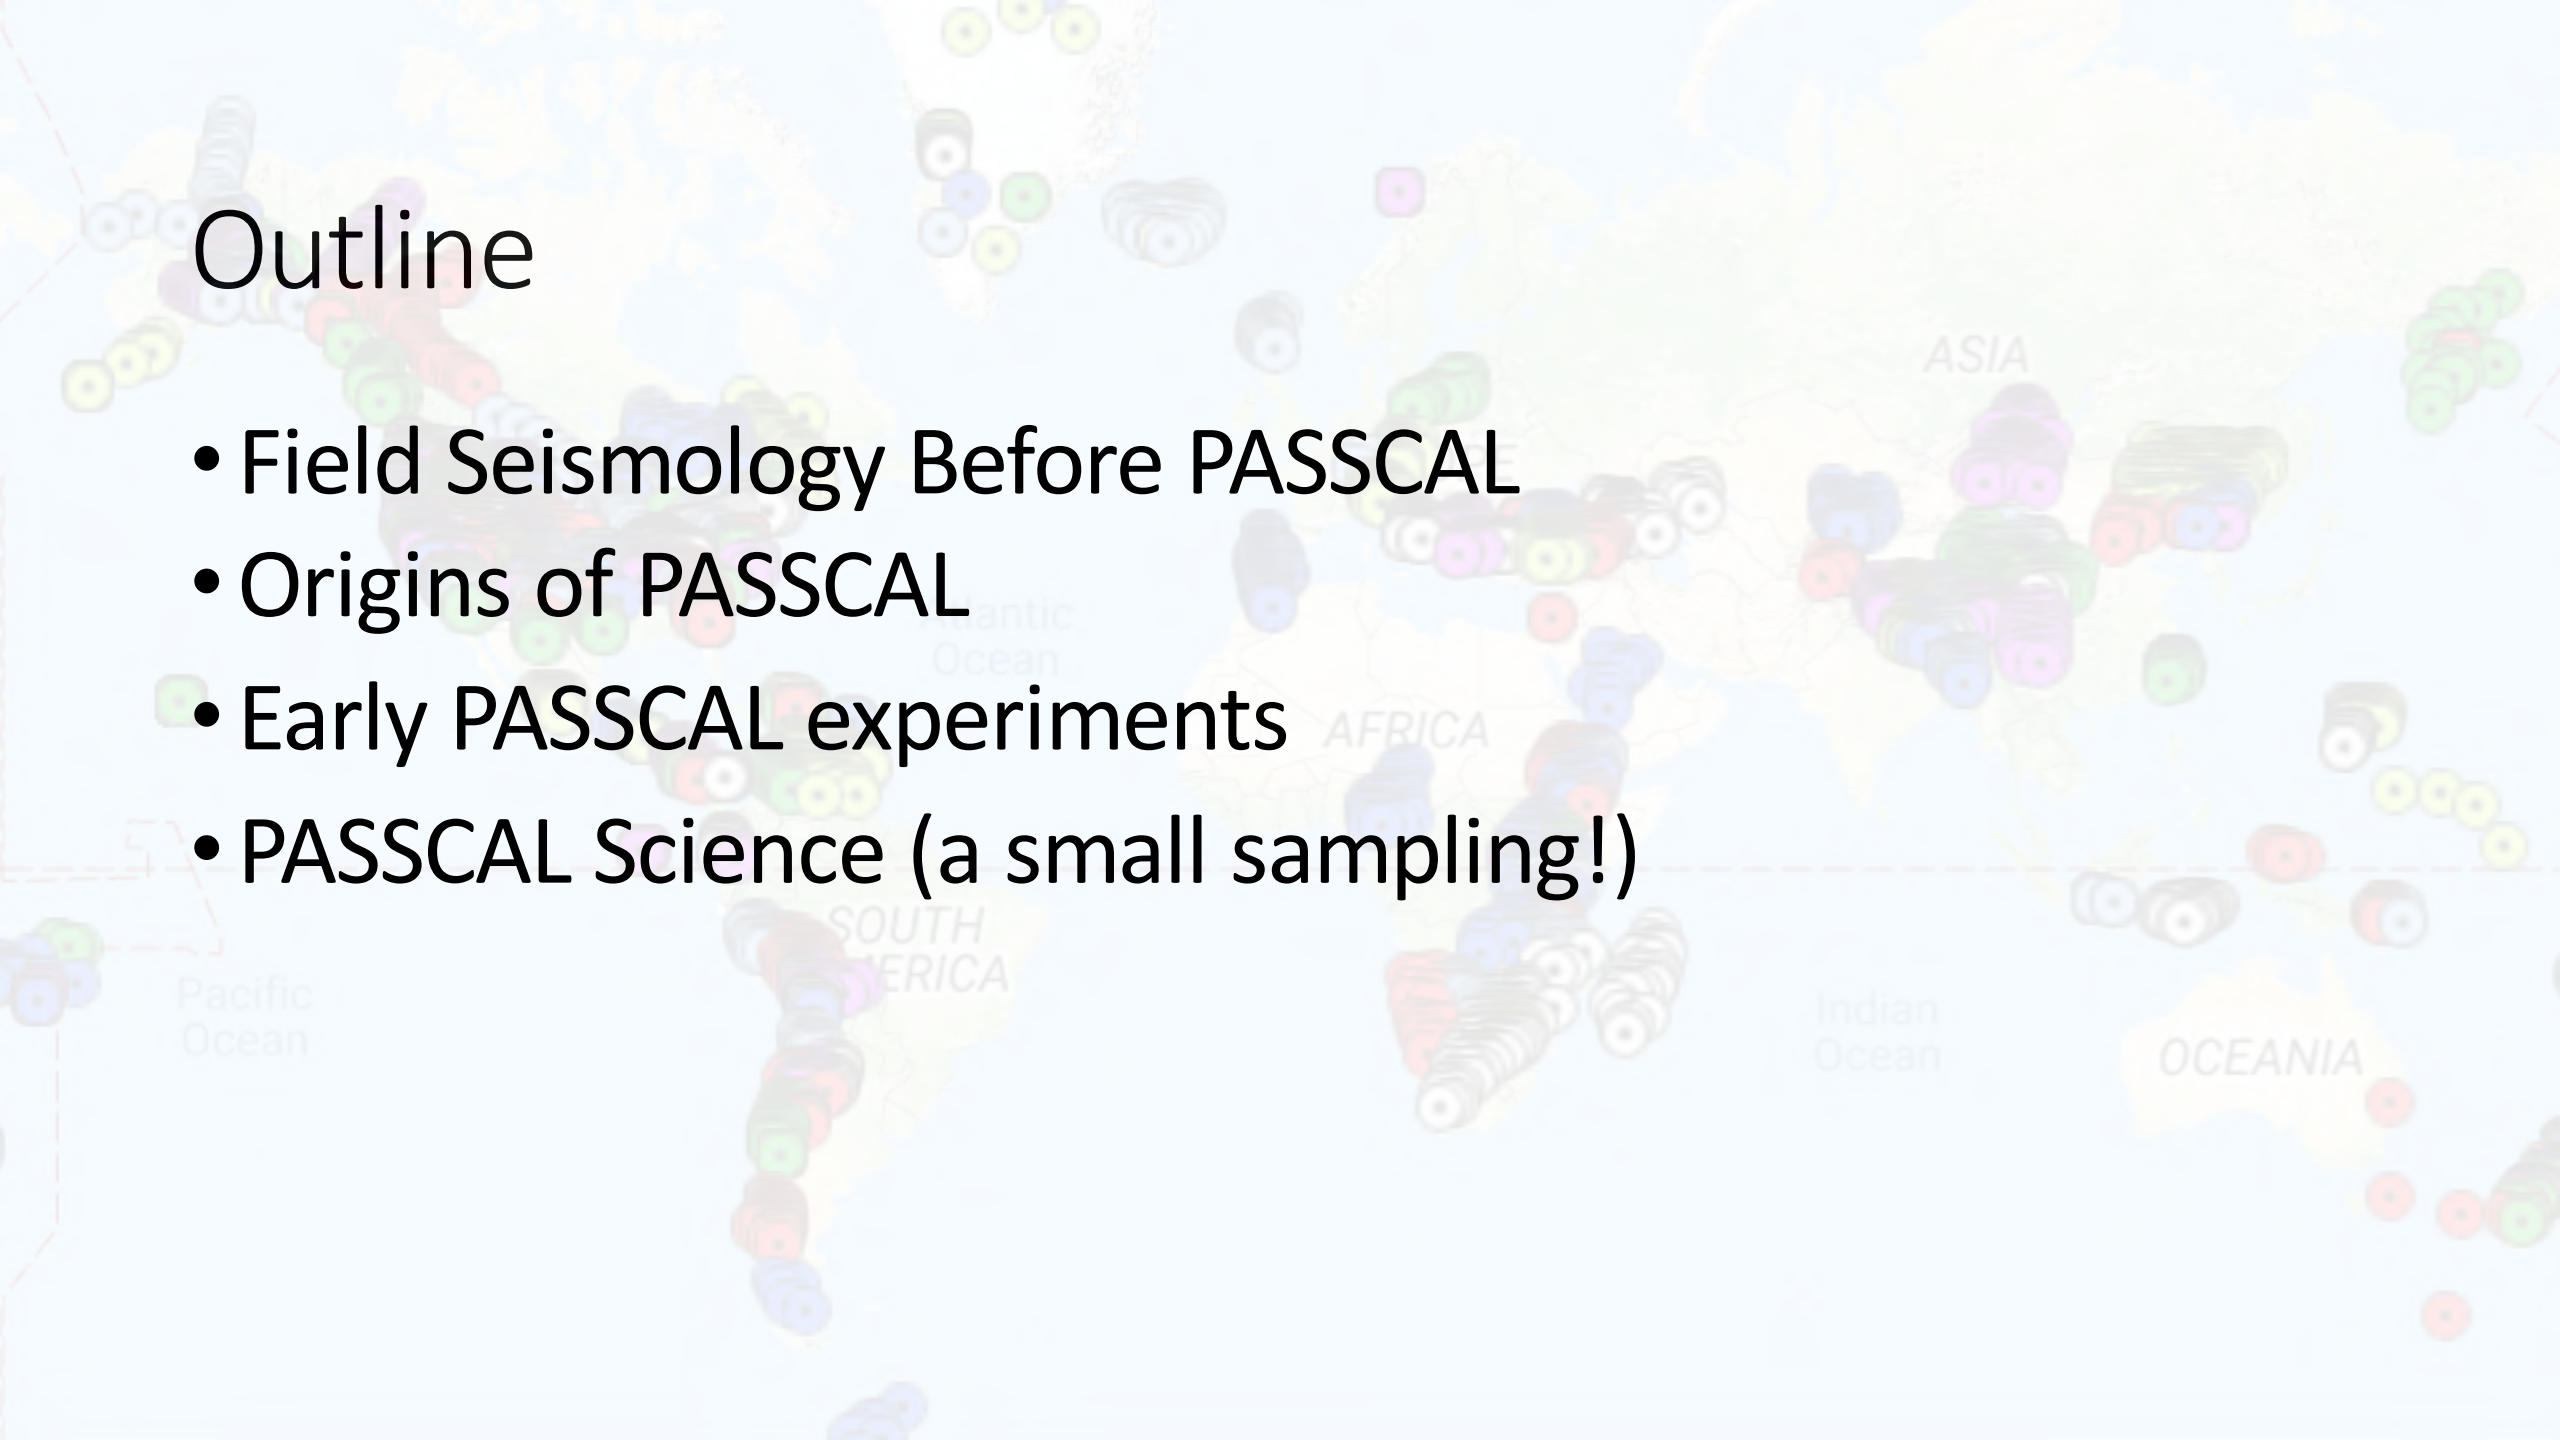 Outline
• Field Seismology Before PASSCAL
• Origins of PASSCAL
• Early PASSCAL experiments
• PASSCAL Science (a small sampling!)
ASIA
Atlantic
Ocean
AFRICA
SOUTH
AMERICA
Pacific
Ocean
Indian
Ocean
OCEANIA